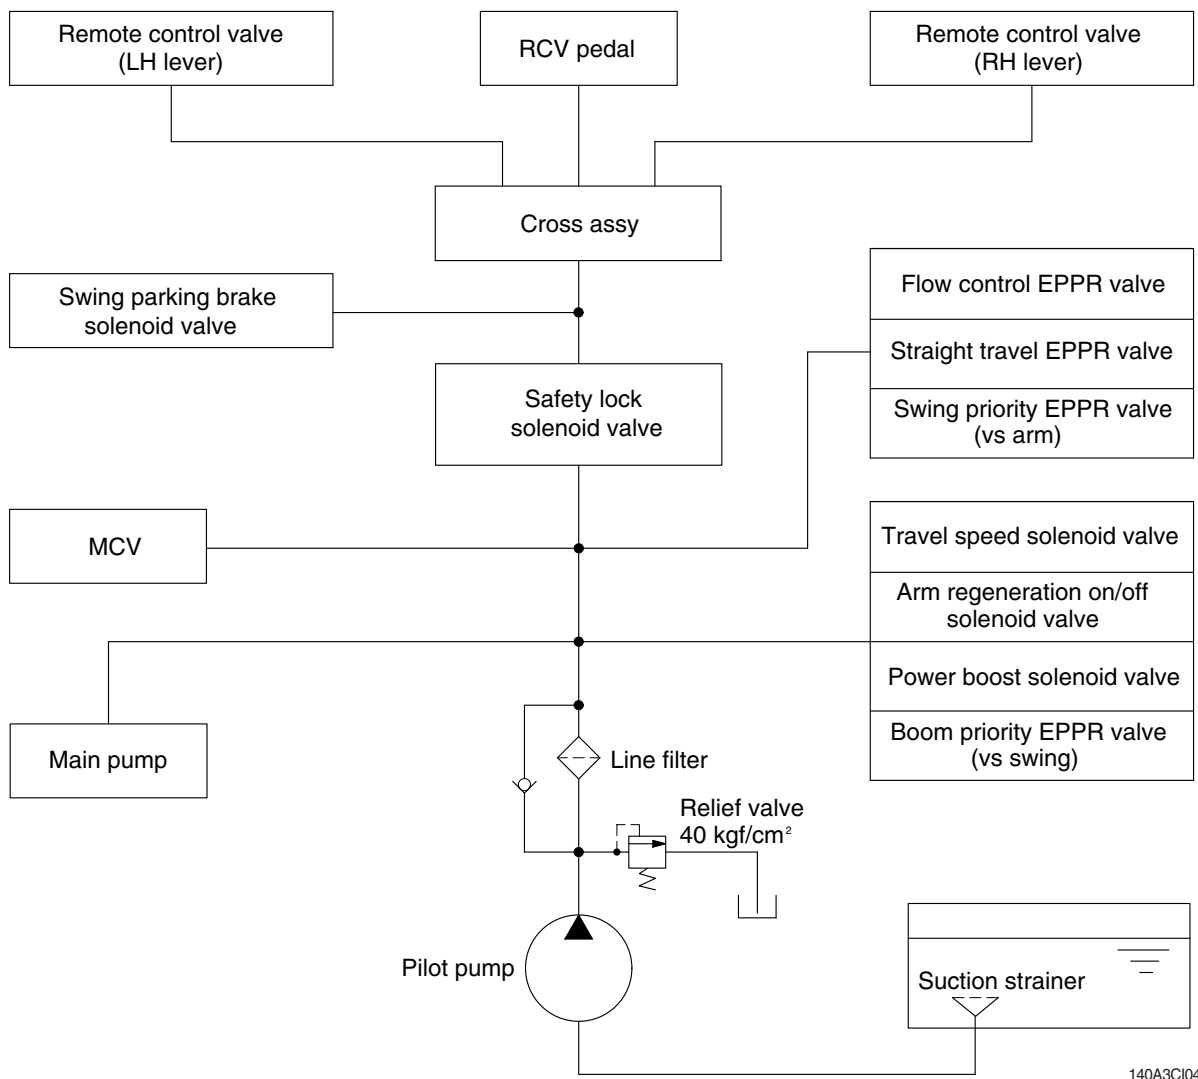 Remote control valve
(LH lever)
RCV pedal
Remote control valve
(RH lever)
Cross assy
Swing parking brake
solenoid valve
Flow control EPPR valve
Straight travel EPPR valve
Swing priority EPPR valve
(vs arm)
Safety lock
solenoid valve
MCV
Travel speed solenoid valve
Arm regeneration on/off
solenoid valve
Power boost solenoid valve
Boom priority EPPR valve
(vs swing)
Main pump
Line filter
Relief valve
40 kgf/cm²
Pilot pump
Suction strainer
140A3CI04